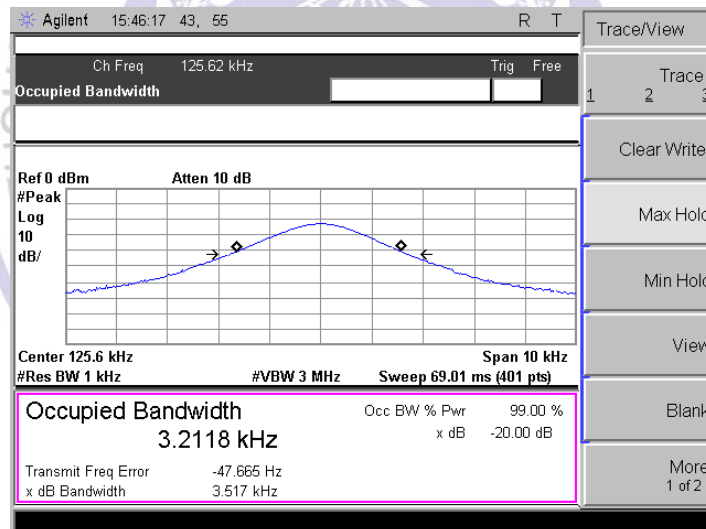 Agilent 15:46:17 43, 55 R T
Ch Freq 125.62 kHz Trig Free
Occupied Bandwidth
Ref 0 dBm Atten 10 dB
#Peak
Log
10
dB/
Center 125.6 kHz Span 10 kHz
#Res BW 1 kHz #VBW 3 MHz Sweep 69.01 ms (401 pts)
Occupied Bandwidth
3.2118 kHz
Occ BW % Pwr 99.00 %
x dB -20.00 dB
Transmit Freq Error -47.665 Hz
x dB Bandwidth 3.517 kHz
Trace/View
Trace
1 2 3
Clear Write
Max Hold
Min Hold
View
Blank
More
1 of 2